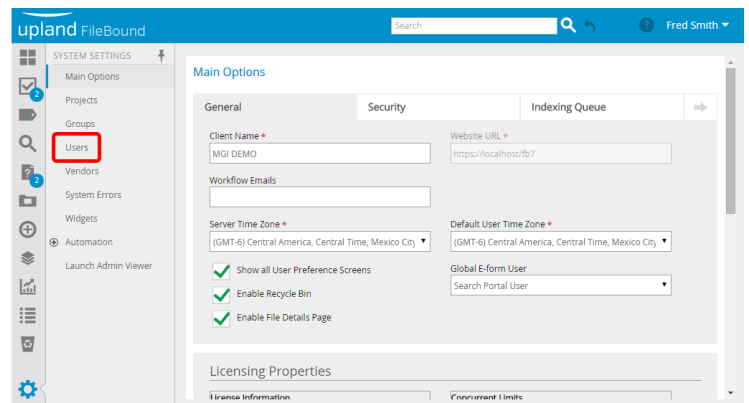 upland FileBound
Search
Fred Smith
SYSTEM SETTINGS
Main Options
Projects
Groups
Users
Vendors
System Errors
Widgets
Automation
Launch Admin Viewer
2
2
Main Options
General Security Indexing Queue
Client Name * Website URL *
MGI DEMO https://localhost/fb7
Workflow Emails
Server Time Zone * Default User Time Zone *
(GMT-6) Central America, Central Time, Mexico City (GMT-6) Central America, Central Time, Mexico City
Show all User Preference Screens Global E-form User
Search Portal User
Enable Recycle Bin
Enable File Details Page
Licensing Properties
License Information Concurrent Limits